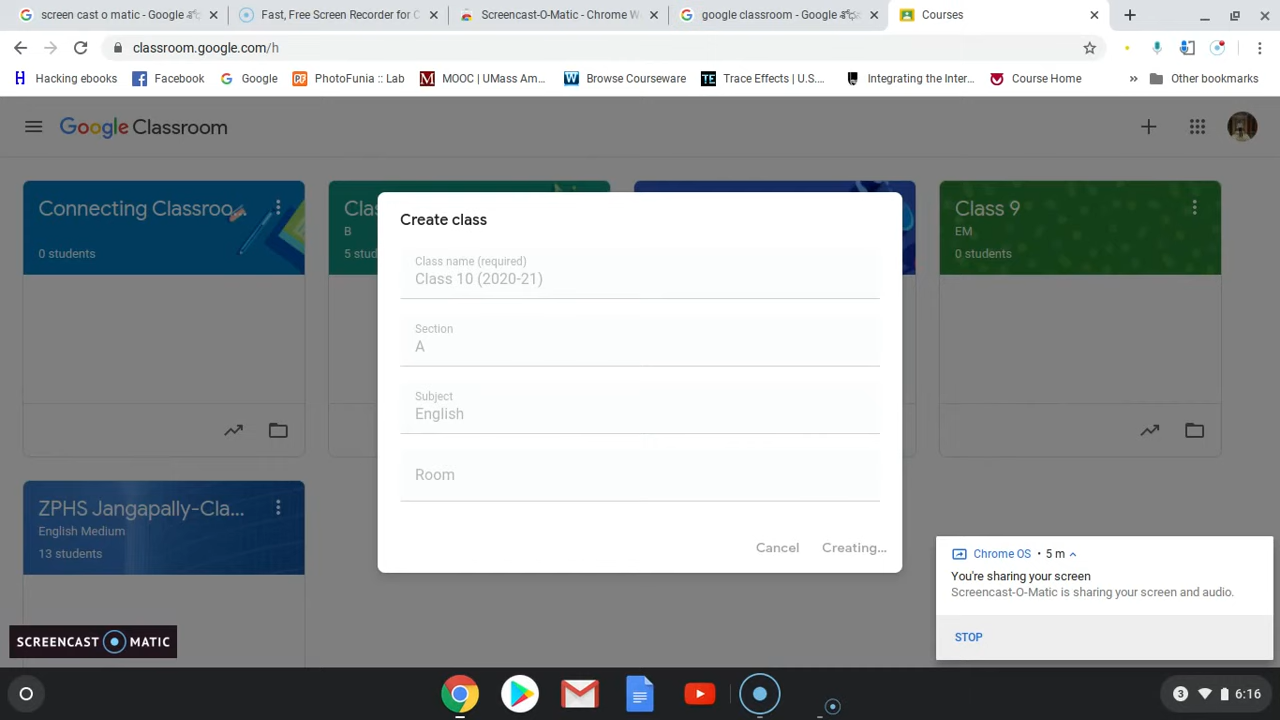 screen cast o matic - Google
Fast, Free Screen Recorder for C
Screencast-O-Matic - Chrome W
google classroom - Google
Courses
classroom.google.com/h
Hacking ebooks
Facebook
Google
PhotoFunia :: Lab
MOOC | UMass Am...
Browse Courseware
Trace Effects | U.S....
Integrating the Inter...
Course Home
»
Other bookmarks
Google Classroom
Connecting Classroo...
0 students
Clas
B
5 stud
Class 9
EM
0 students
Create class
Class name (required)
Class 10 (2020-21)
Section
A
Subject
English
Room
Cancel
Creating...
ZPHS Jangapally-Cla...
English Medium
13 students
Chrome OS • 5 m
You're sharing your screen
Screencast-O-Matic is sharing your screen and audio.
STOP
SCREENCAST MATIC
3
6:16